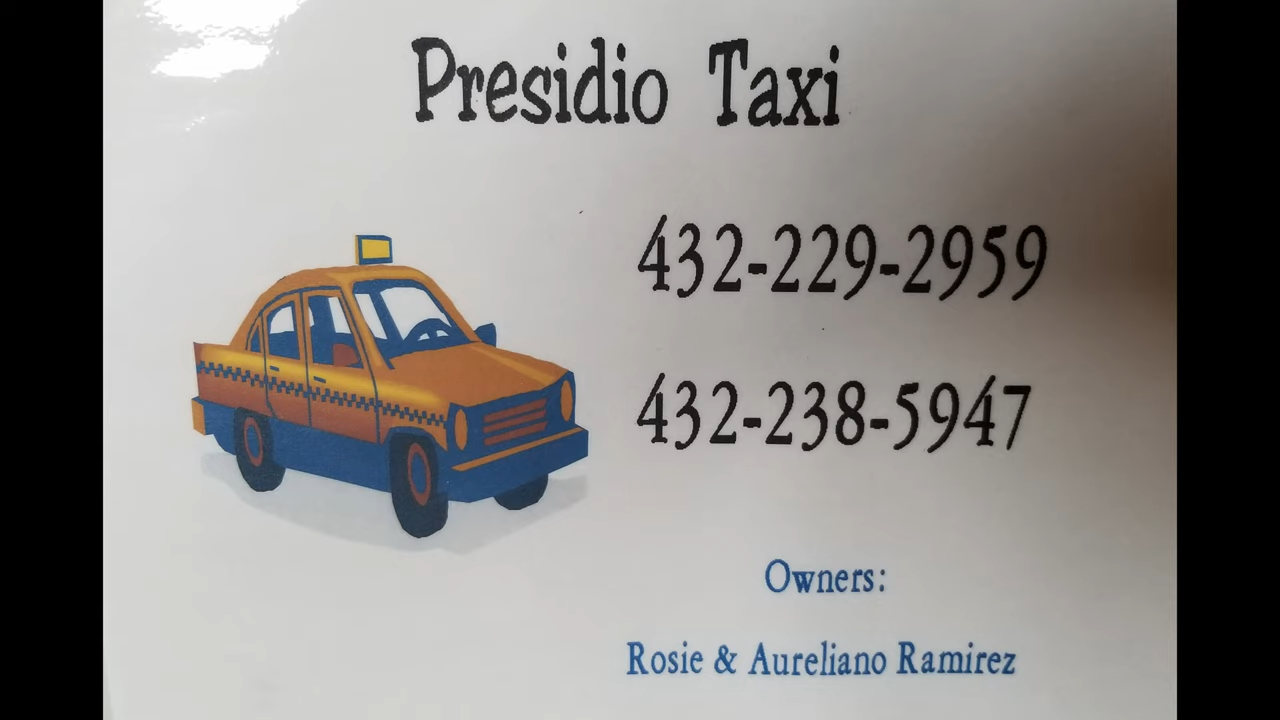 Presidio Taxi
432-229-2959
432-238-5947
Owners:
Rosie & Aureliano Ramirez